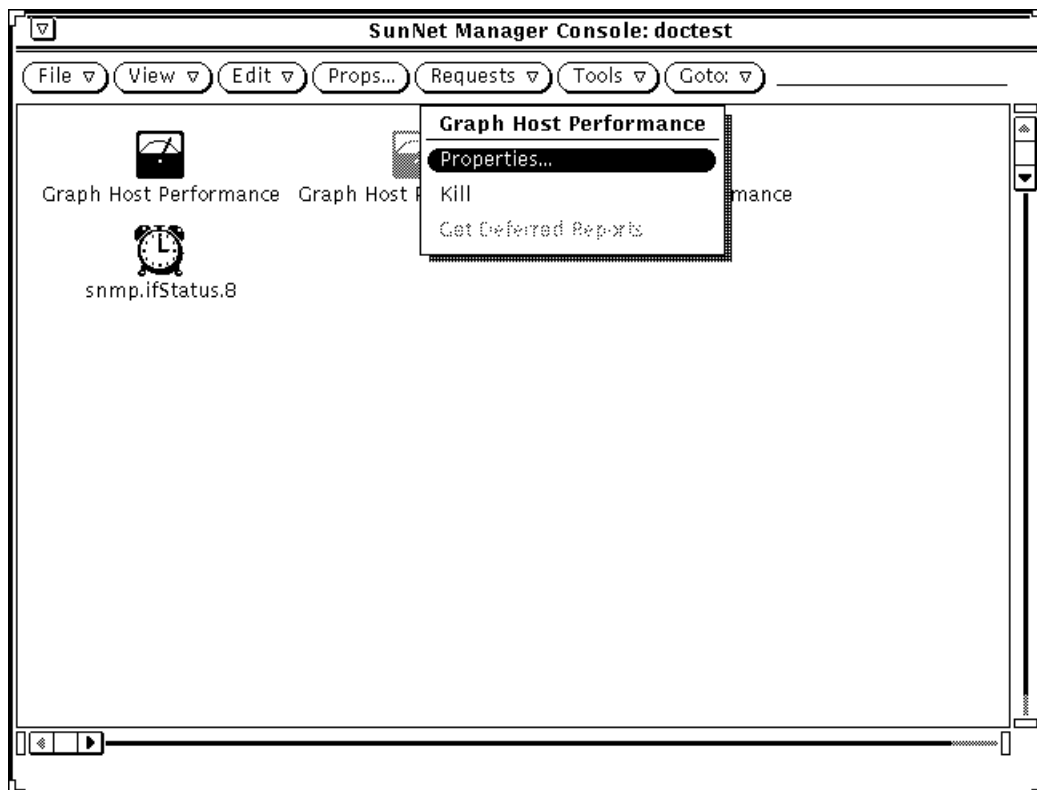 SunNet Manager Console: doctest
File View Edit Props... Requests Tools Goto:
Graph Host Performance
Properties...
Kill
Get Deferred Reports
Graph Host Performance Graph Host mance
snmp.ifStatus.8